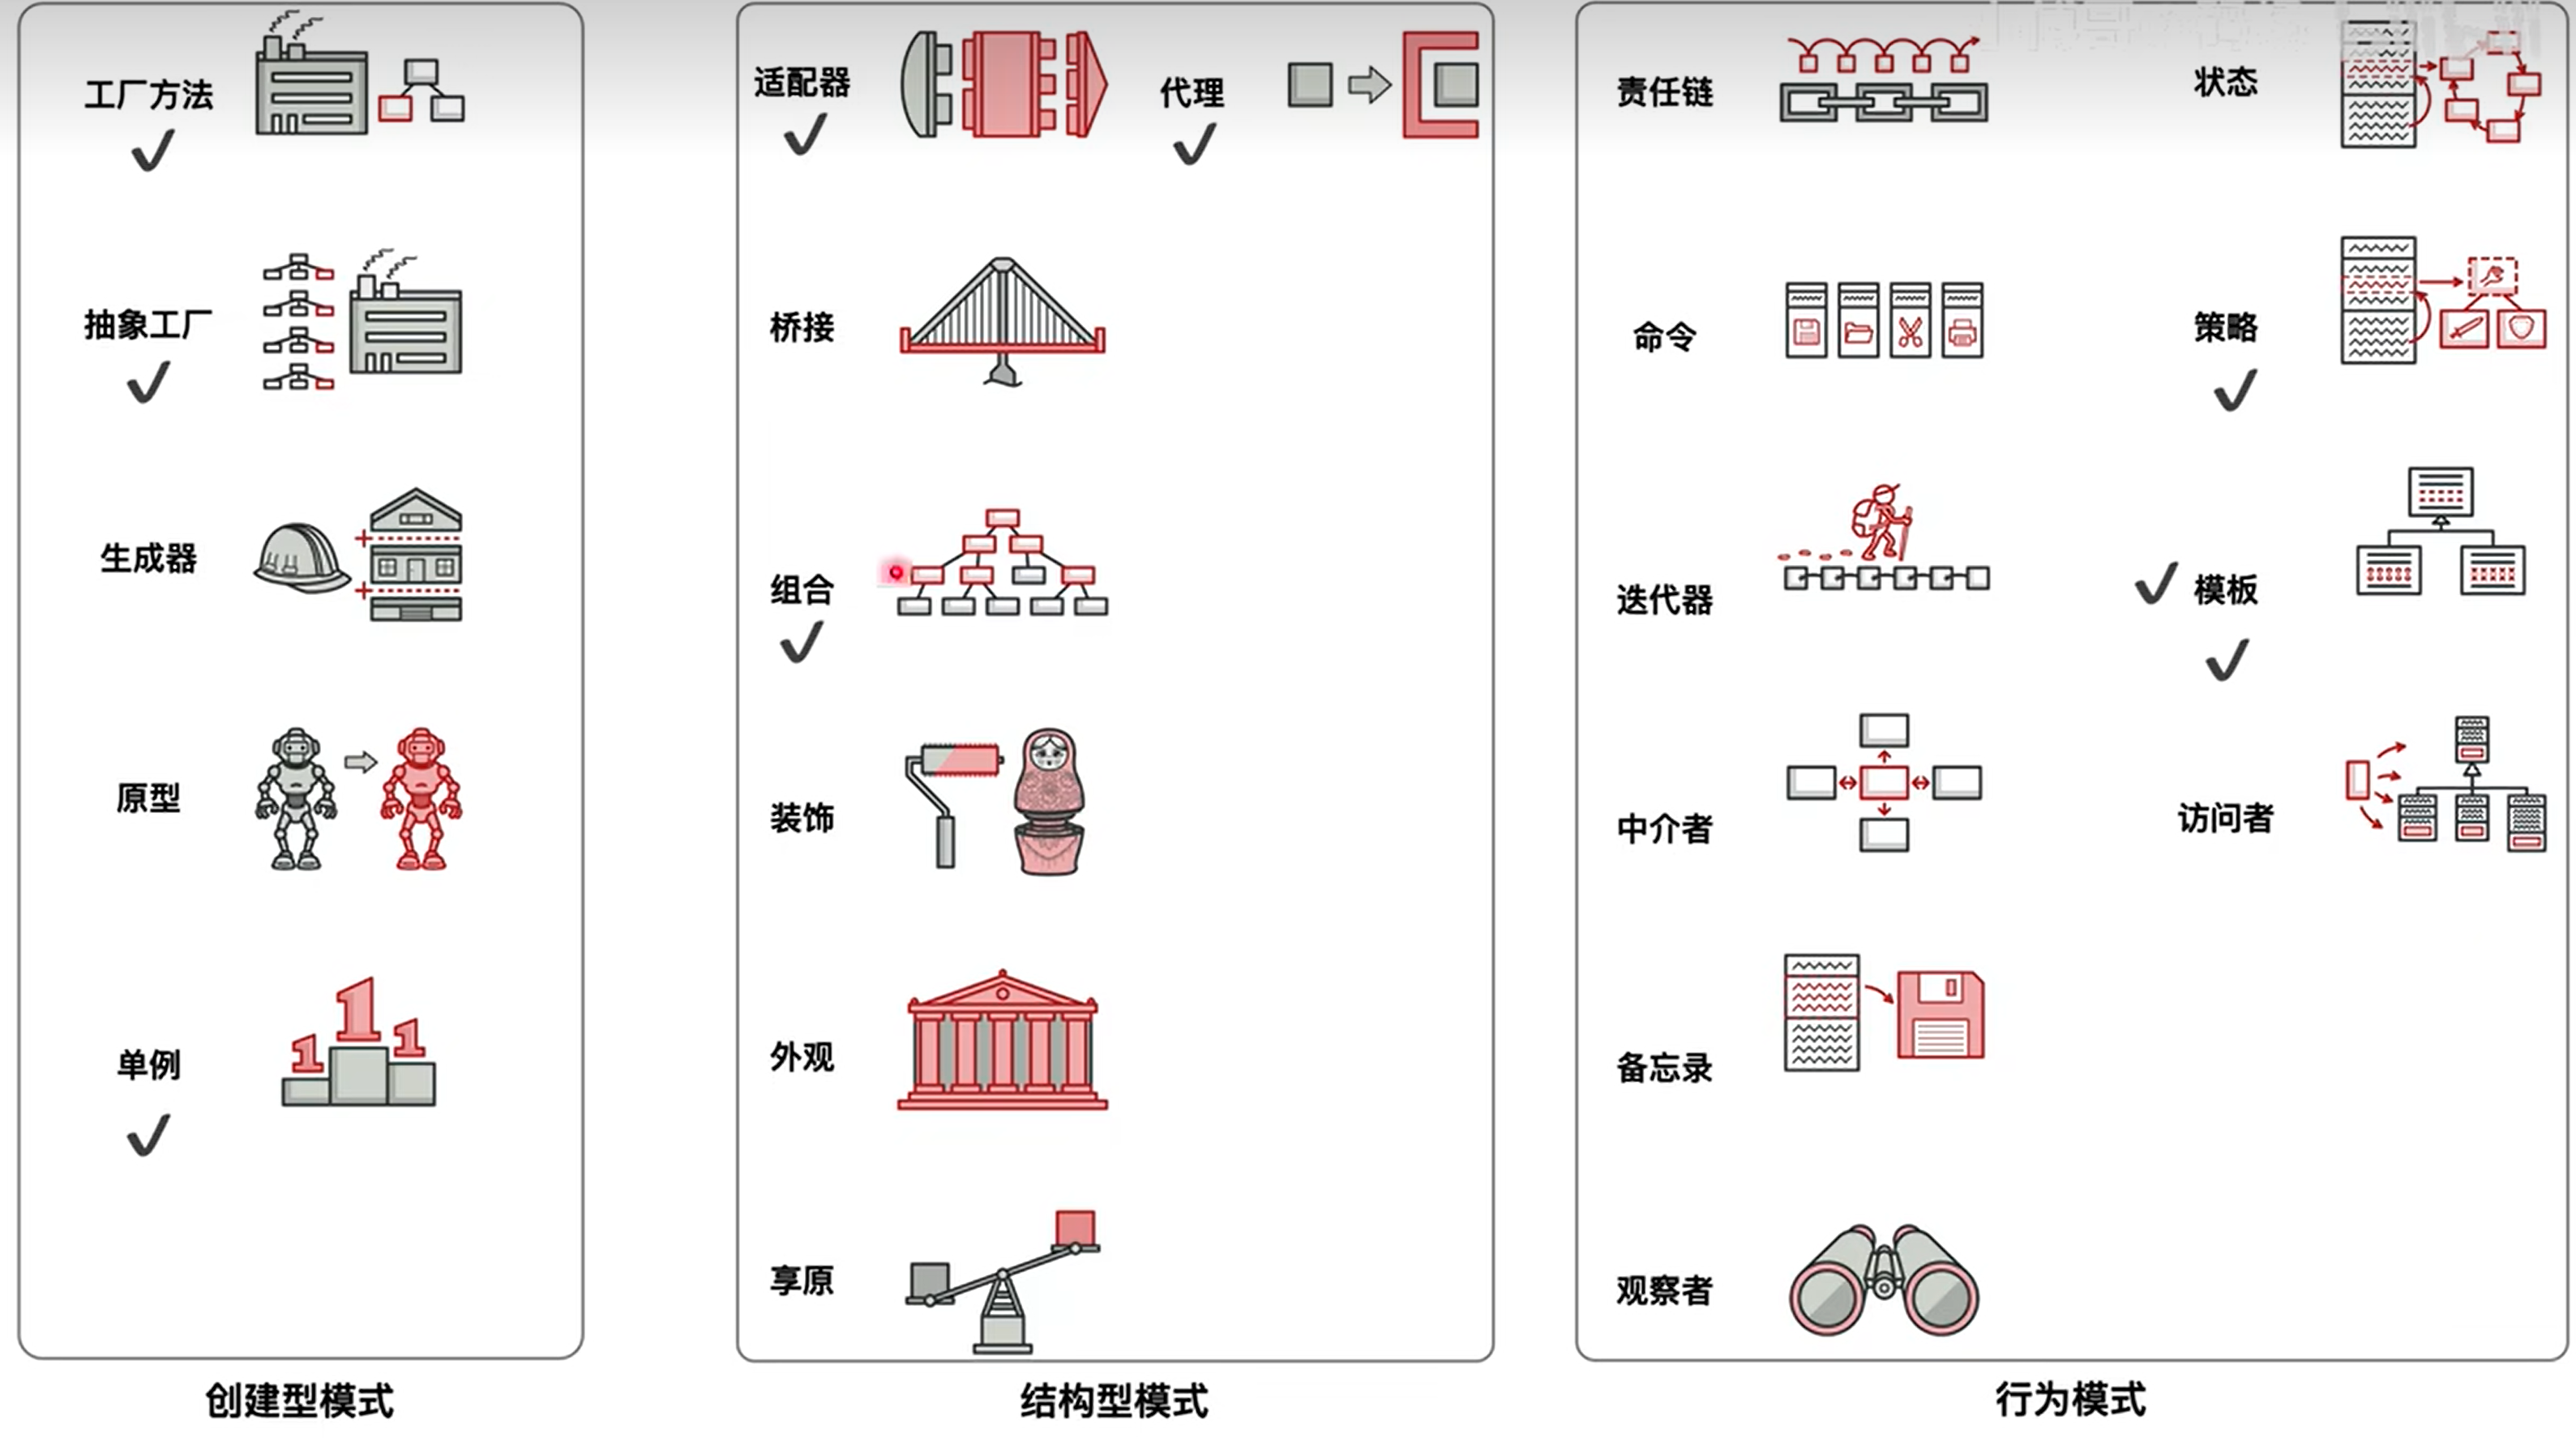 工厂方法
抽象工厂
生成器
原型
单例
创建型模式
适配器
代理
桥接
组合
装饰
外观
享原
结构型模式
责任链
状态
命令
策略
迭代器
模板
中介者
访问者
备忘录
观察者
行为模式